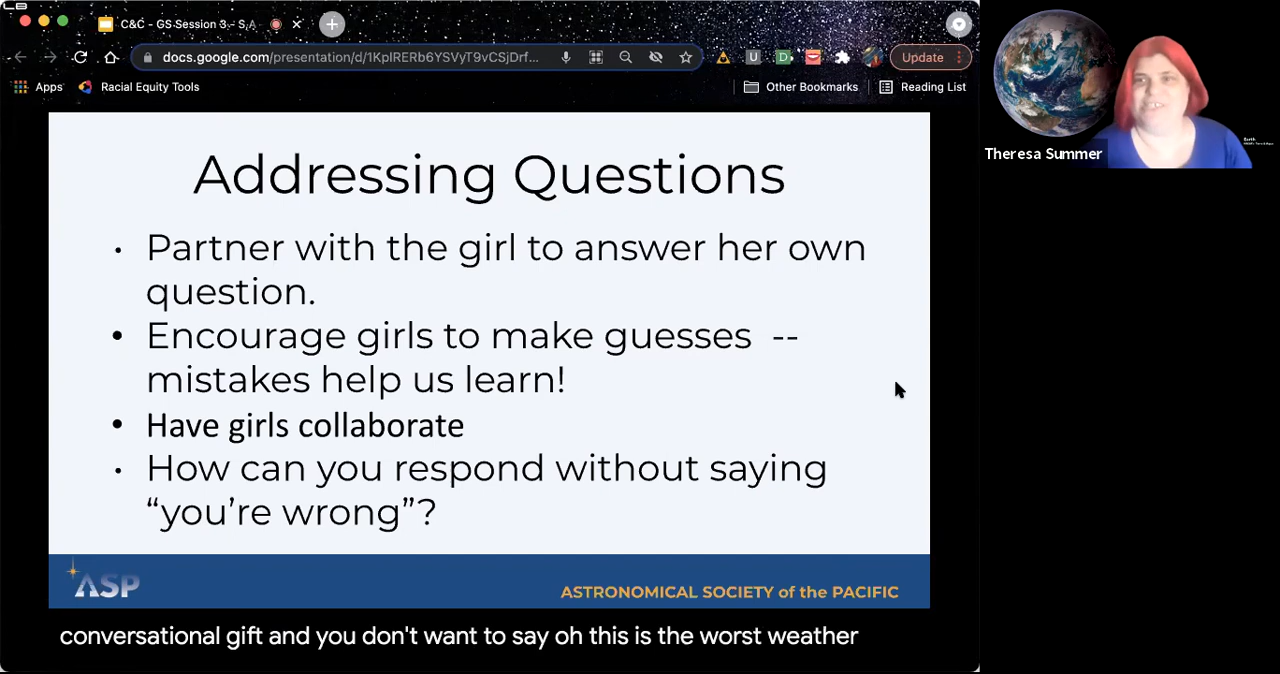 C&C - GS Session 3 - S,A
docs.google.com/presentation/d/1KplRERb6YSVyT9vCSjDrf...
Update
Apps
Racial Equity Tools
Other Bookmarks
Reading List
Addressing Questions
• Partner with the girl to answer her own
question.
• Encourage girls to make guesses --
mistakes help us learn!
• Have girls collaborate
• How can you respond without saying
“you’re wrong”?
ASP
ASTRONOMICAL SOCIETY of the PACIFIC
conversational gift and you don't want to say oh this is the worst weather
Theresa Summer
Earth